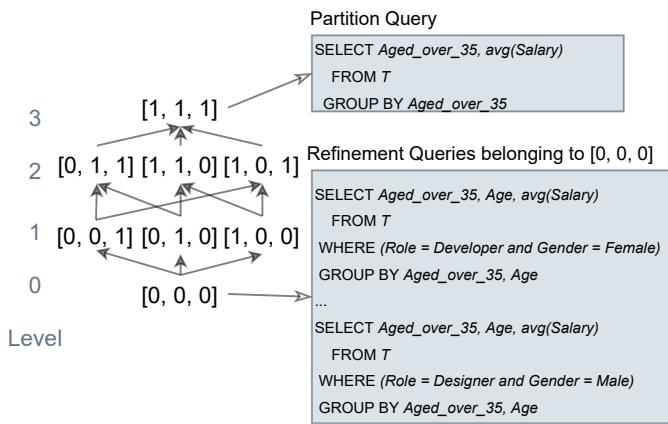 Partition Query
SELECT Aged_over_35, avg(Salary)
FROM T
GROUP BY Aged_over_35
3
[1, 1, 1]
2
[0, 1, 1] [1, 1, 0] [1, 0, 1]
1
[0, 0, 1] [0, 1, 0] [1, 0, 0]
0
[0, 0, 0]
Level
Refinement Queries belonging to [0, 0, 0]
SELECT Aged_over_35, Age, avg(Salary)
FROM T
WHERE (Role = Developer and Gender = Female)
GROUP BY Aged_over_35, Age
...
SELECT Aged_over_35, Age, avg(Salary)
FROM T
WHERE (Role = Designer and Gender = Male)
GROUP BY Aged_over_35, Age